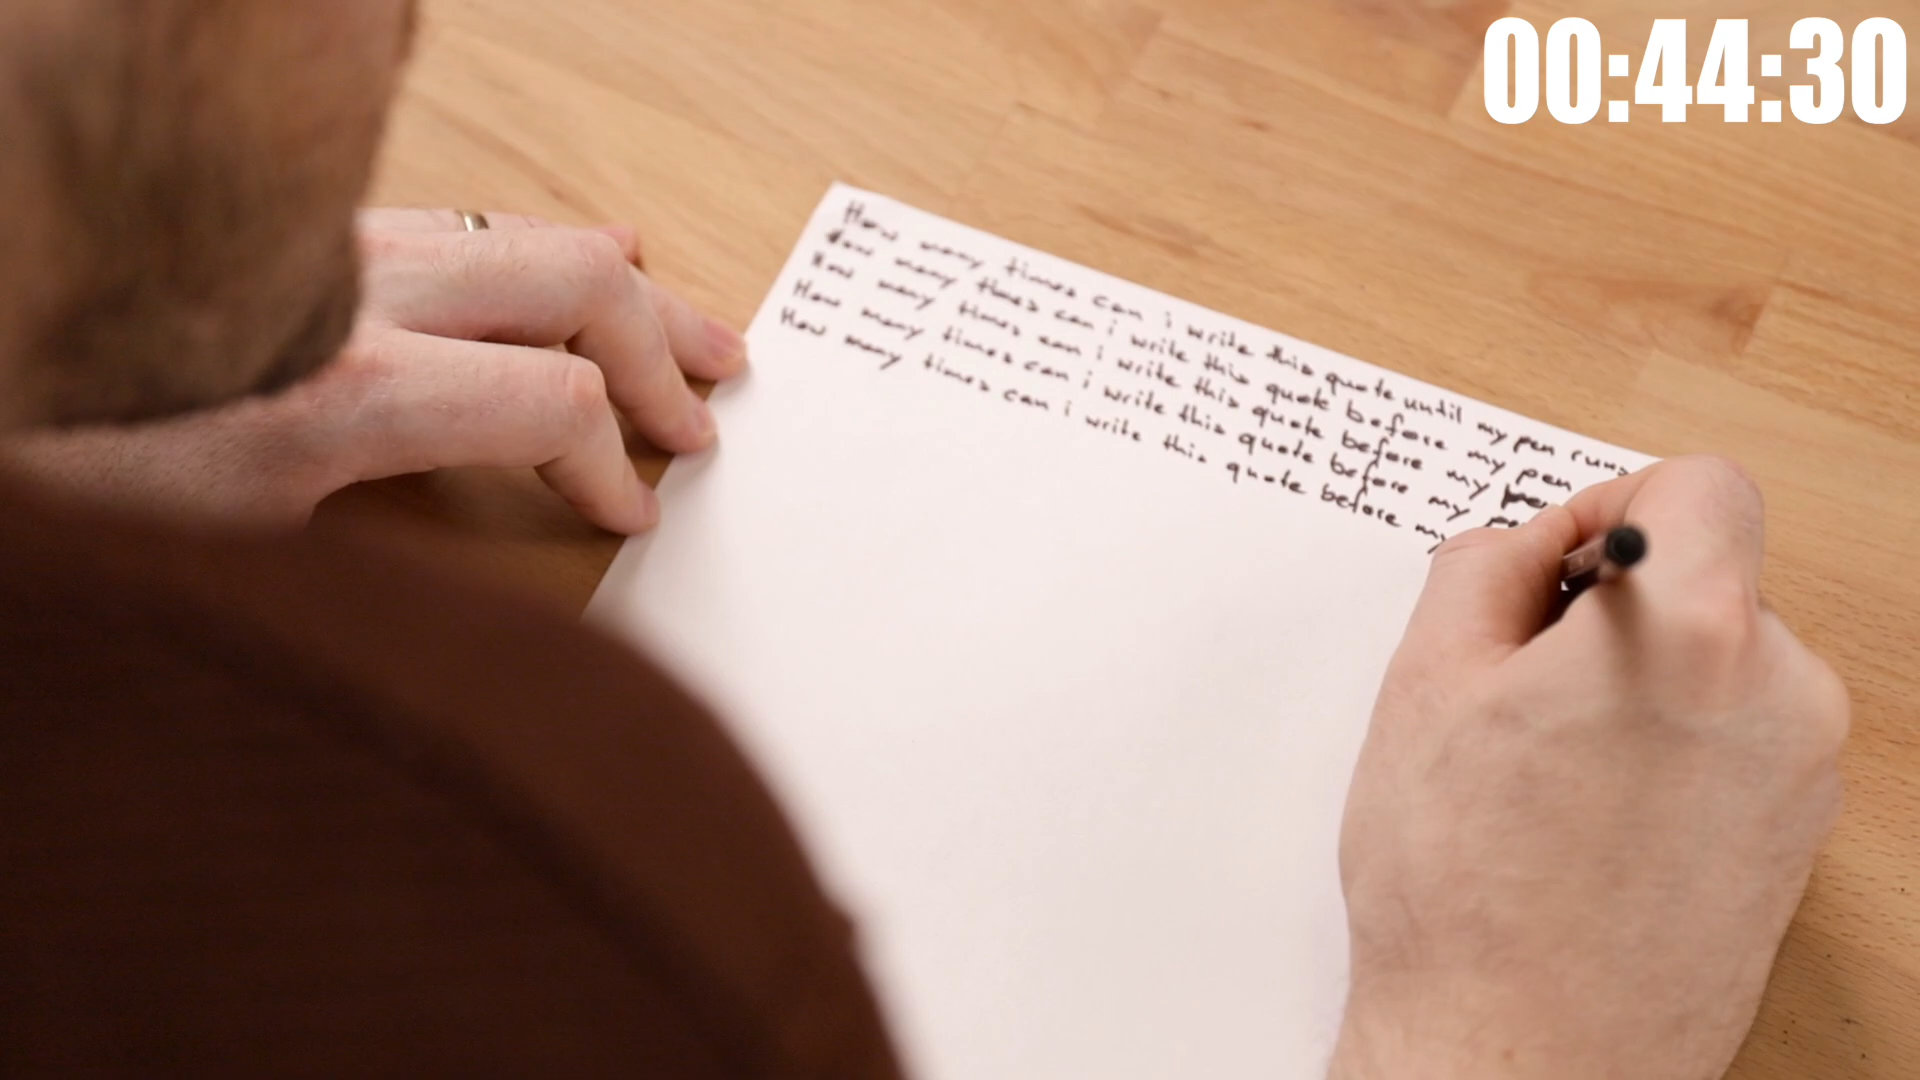 00:44:30
How many times can i write this quote until my pen runs
How many times can i write this quote before my pen
How many times can i write this quote before my pen
How many times can i write this quote before my
How many times can i write this quote before my